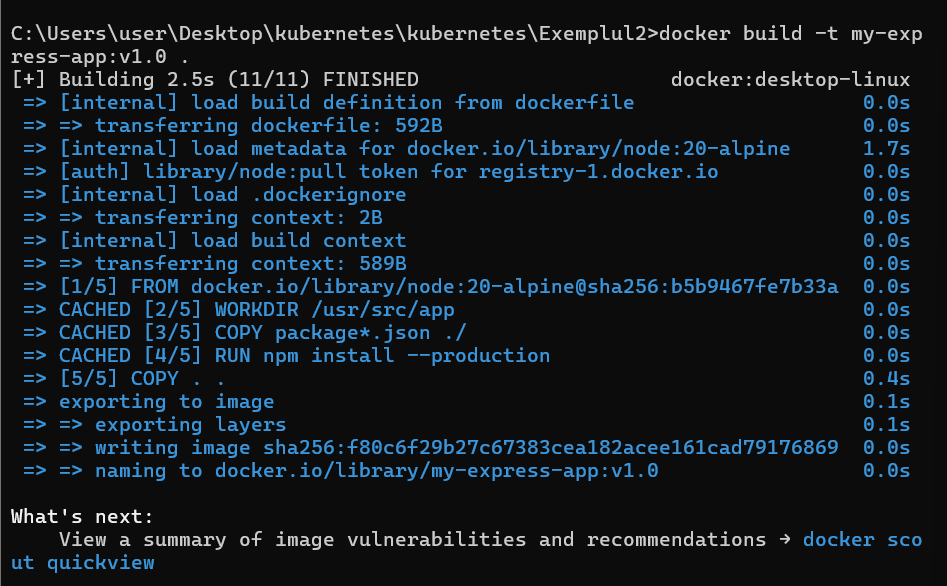 C:\Users\user\Desktop\kubernetes\kubernetes\Exemplul2>docker build -t my-exp
ress-app:v1.0 .
[+] Building 2.5s (11/11) FINISHED                     docker:desktop-linux
 => [internal] load build definition from dockerfile                   0.0s
 => => transferring dockerfile: 592B                                   0.0s
 => [internal] load metadata for docker.io/library/node:20-alpine      1.7s
 => [auth] library/node:pull token for registry-1.docker.io            0.0s
 => [internal] load .dockerignore                                      0.0s
 => => transferring context: 2B                                        0.0s
 => [internal] load build context                                      0.0s
 => => transferring context: 589B                                      0.0s
 => [1/5] FROM docker.io/library/node:20-alpine@sha256:b5b9467fe7b33a  0.0s
 => CACHED [2/5] WORKDIR /usr/src/app                                  0.0s
 => CACHED [3/5] COPY package*.json ./                                 0.0s
 => CACHED [4/5] RUN npm install --production                          0.0s
 => [5/5] COPY . .                                                     0.4s
 => exporting to image                                                 0.1s
 => => exporting layers                                                0.1s
 => => writing image sha256:f80c6f29b27c67383cea182acee161cad79176869  0.0s
 => => naming to docker.io/library/my-express-app:v1.0                 0.0s
What's next:
    View a summary of image vulnerabilities and recommendations → docker sco
ut quickview